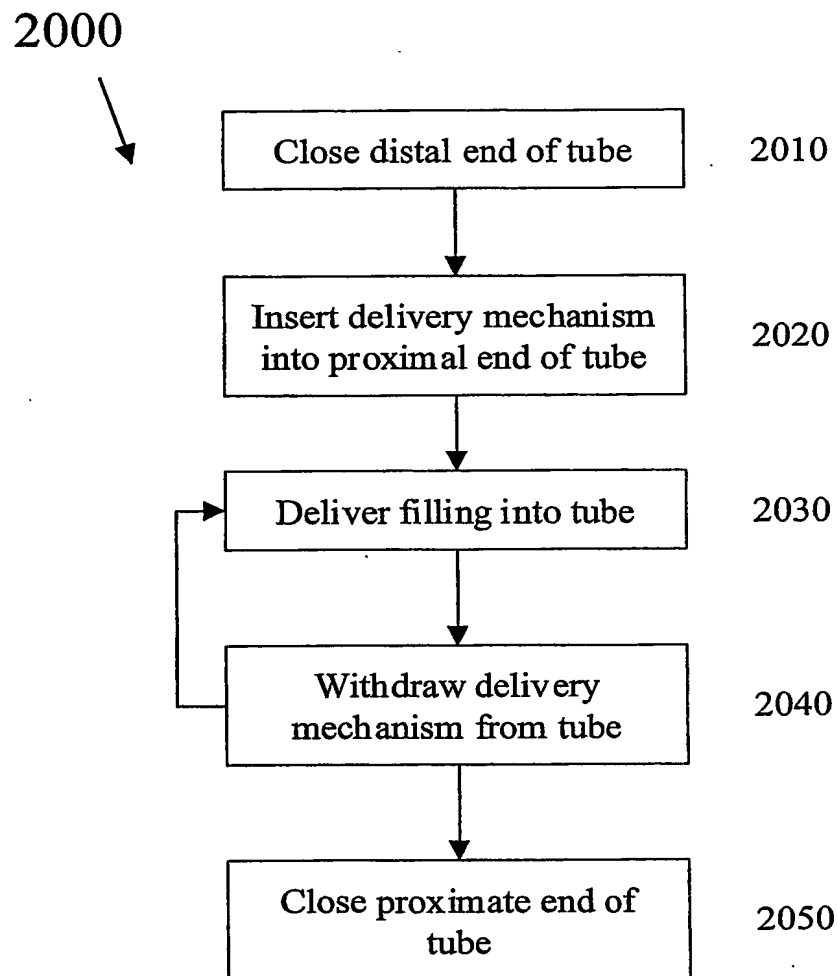 2000
Close distal end of tube 2010
Insert delivery mechanism
into proximal end of tube
2020
Deliver filling into tube 2030
Withdraw delivery
mechanism from tube
2040
Close proximate end of
tube
2050